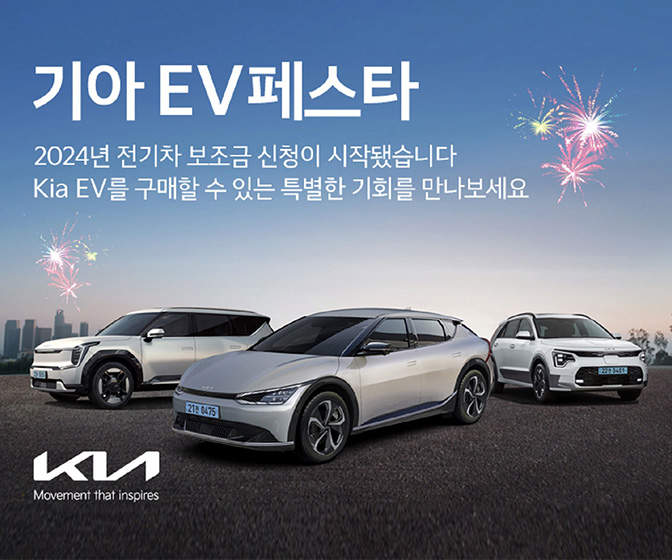 기아 EV페스타
2024년 전기차 보조금 신청이 시작됐습니다
Kia EV를 구매할 수 있는 특별한 기회를 만나보세요
KIA
Movement that inspires